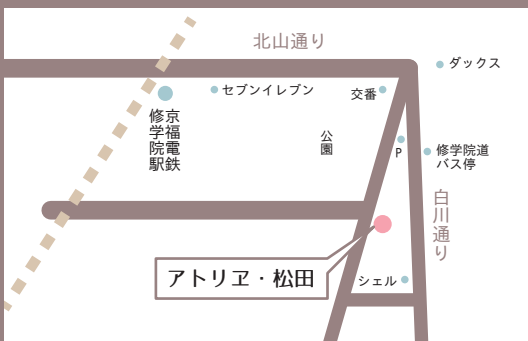 北山通り
ダックス
セブンイレブン
交番
京福電鉄
修学院駅
公園
P
修学院道
バス停
白川通り
アトリヱ・松田
シェル